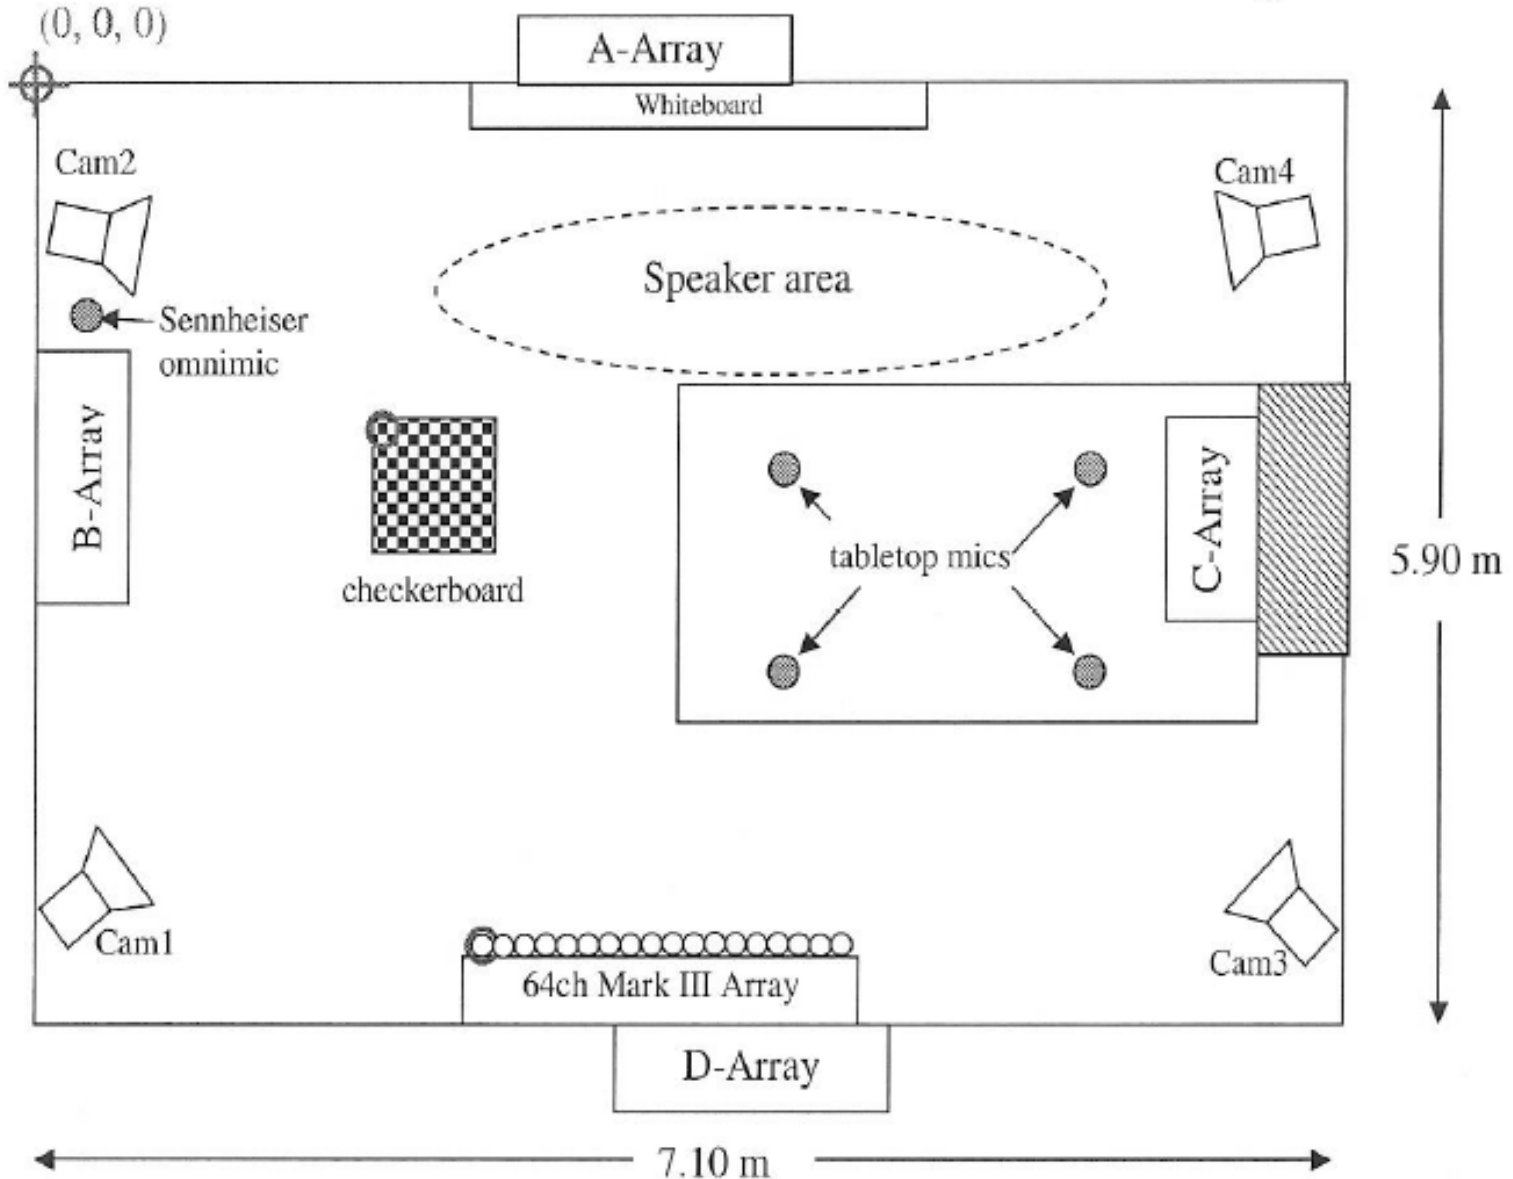 (0, 0, 0)
A-Array
Whiteboard
Cam2
Cam4
Speaker area
Sennheiser
omnimic
B-Array
C-Array
tabletop mics
5.90 m
checkerboard
Cam1
Cam3
64ch Mark III Array
D-Array
7.10 m